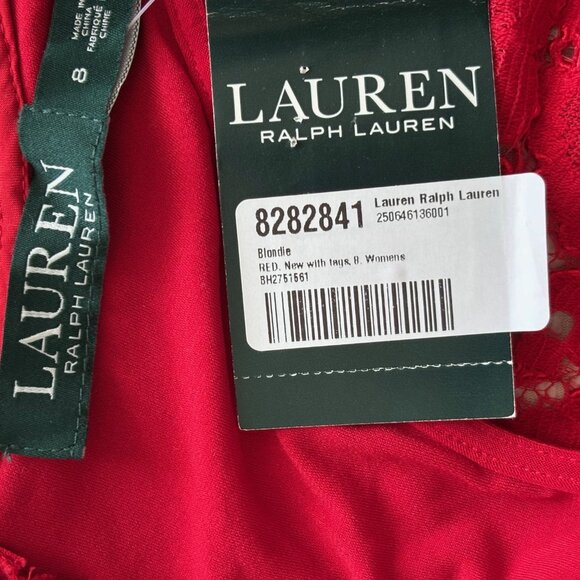 MADE IN
CHINA
FABRIQUÉ
CHINE
8
LAUREN
RALPH LAUREN
LAUREN
RALPH LAUREN
8282841 Lauren Ralph Lauren
250646136001
Blondie
RED. New with tags, 8. Womens
BH2751561